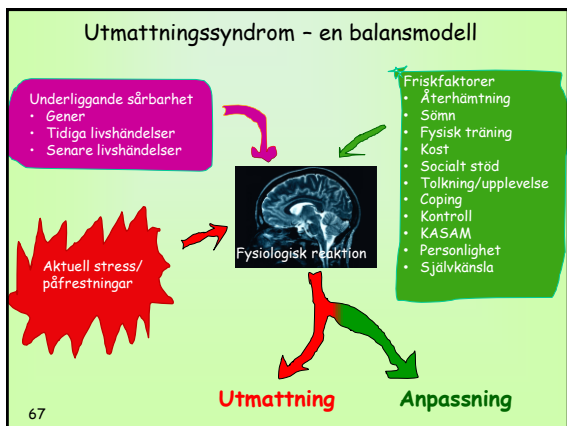 Utmattningssyndrom – en balansmodell
Underliggande sårbarhet
• Gener
• Tidiga livshändelser
• Senare livshändelser
Friskfaktorer
• Återhämtning
• Sömn
• Fysisk träning
• Kost
• Socialt stöd
• Tolkning/upplevelse
• Coping
• Kontroll
• KASAM
• Personlighet
• Självkänsla
Aktuell stress/
påfrestningar
Fysiologisk reaktion
Utmattning
Anpassning
67